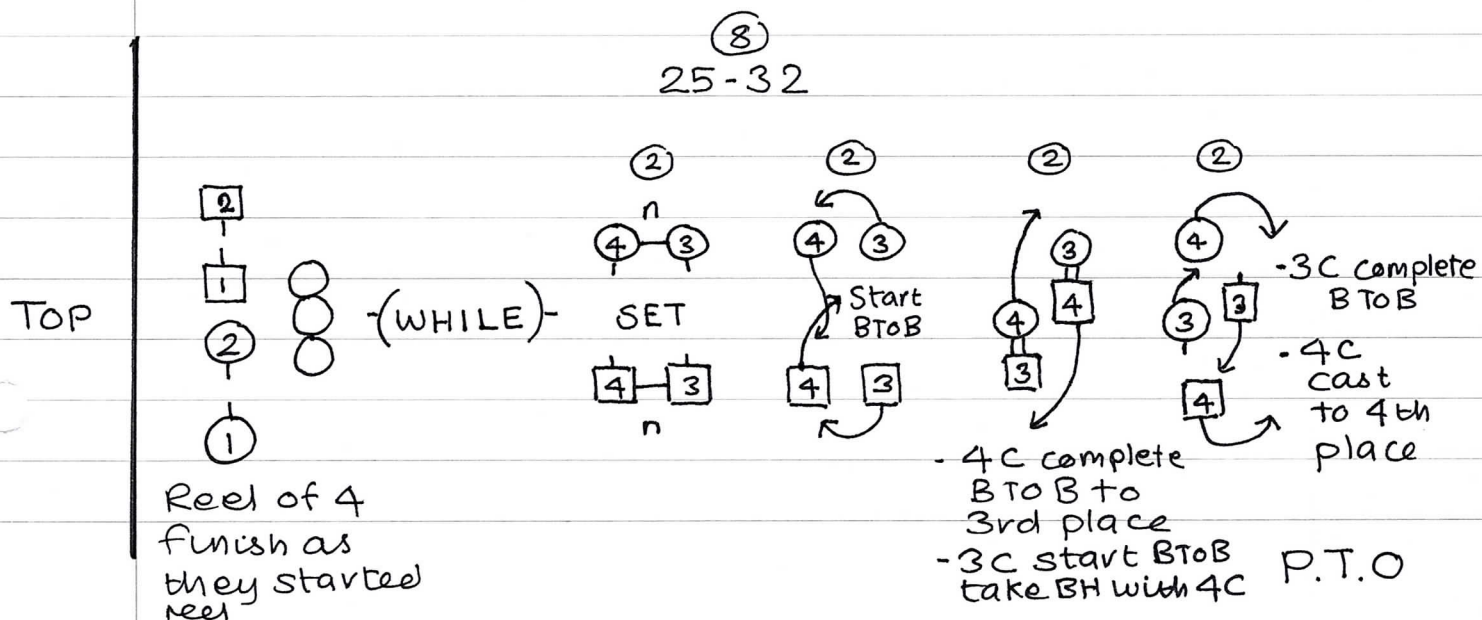 8
25-32
2 2 2 2
2
n
4 3
4 3
4
3
1
3
4
TOP
-(WHILE)-
SET
Start
BTOB
4
3
3
-3C complete
BTOB
2
4 3
4 3
3
4
- 4C
cast
to 4th
place
1
n
- 4C complete
BTOB to
3rd place
-3C start BTOB
take BH with 4C
P.T.O
Reel of 4
finish as
they started
reel